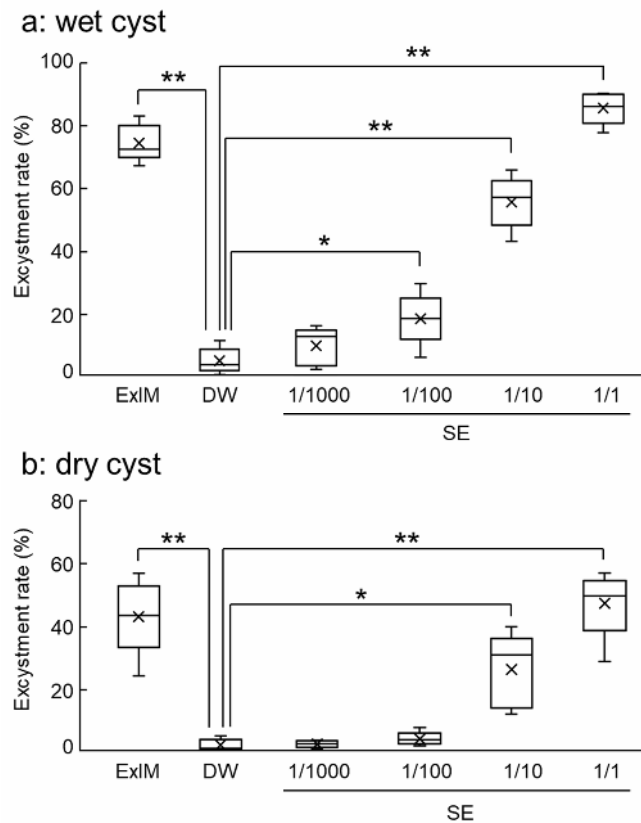 a: wet cyst
100
80
60
40
20
0
Excystment rate (%)
**
**
**
*
ExIM DW 1/1000 1/100 1/10 1/1
SE
b: dry cyst
80
60
40
20
0
Excystment rate (%)
**
**
*
ExIM DW 1/1000 1/100 1/10 1/1
SE